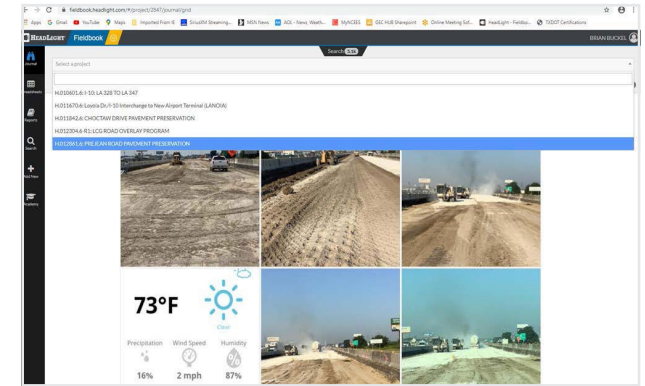 fieldbook.headlight.com/#/project/2847/journal/grid
Apps Gmail YouTube Maps Imported From IE SiriusXM Streaming... MSN News AOL - News, Weath... MyNCEES GEC HUB Sharepoint Online Meeting Sof... HeadLight - Fieldbo... TXDOT Certifications
HEADLIGHT Fieldbook BRIAN BUCKEL
Search
Journal
Select a project
H.010601.6: I-10: LA 328 TO LA 347
H.011670.6: Loyola Dr./I-10 Interchange to New Airport Terminal (LANOIA)
H.011842.6: CHOCTAW DRIVE PAVEMENT PRESERVATION
H.012304.6-R1: LCG ROAD OVERLAY PROGRAM
H.012861.6: PREJEAN ROAD PAVEMENT PRESERVATION
Reports
Search
Add New
Academy
73°F
Clear
Precipitation Wind Speed Humidity
16% 2 mph 87%